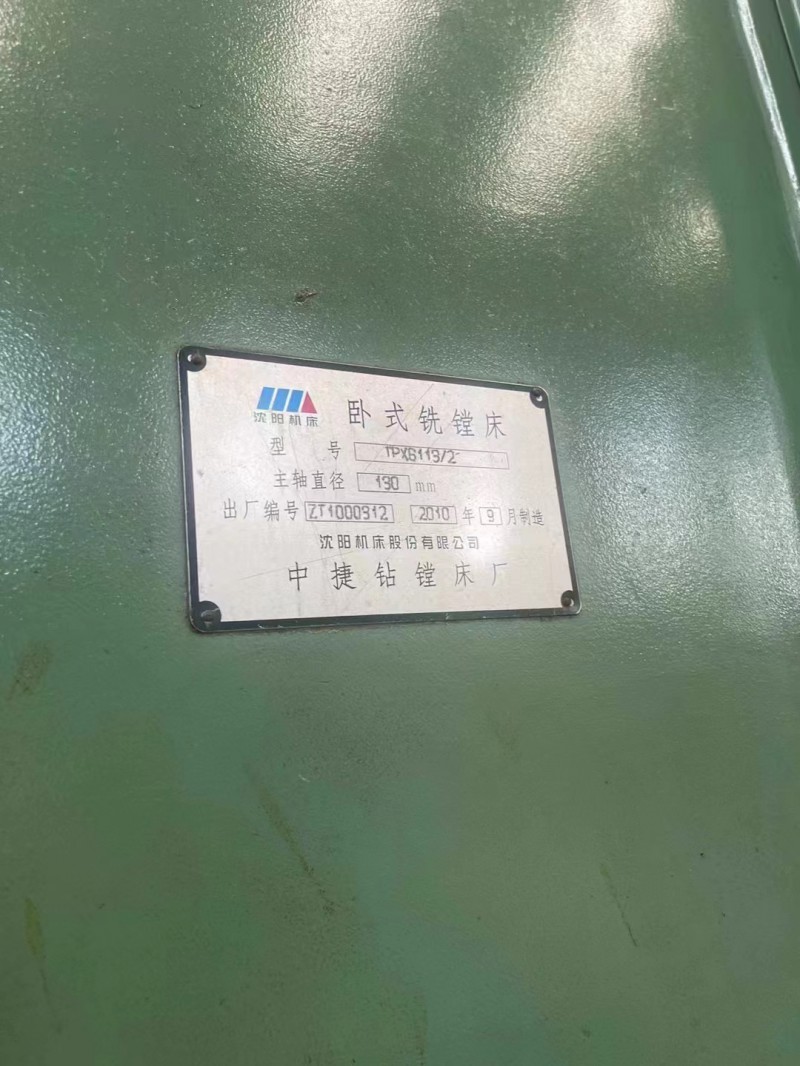 沈阳机床
卧式铣镗床
型 号 TPX6113/2
主轴直径 130 mm
出厂编号 ZT1000312 2010 年 9 月制造
沈阳机床股份有限公司
中捷钻镗床厂